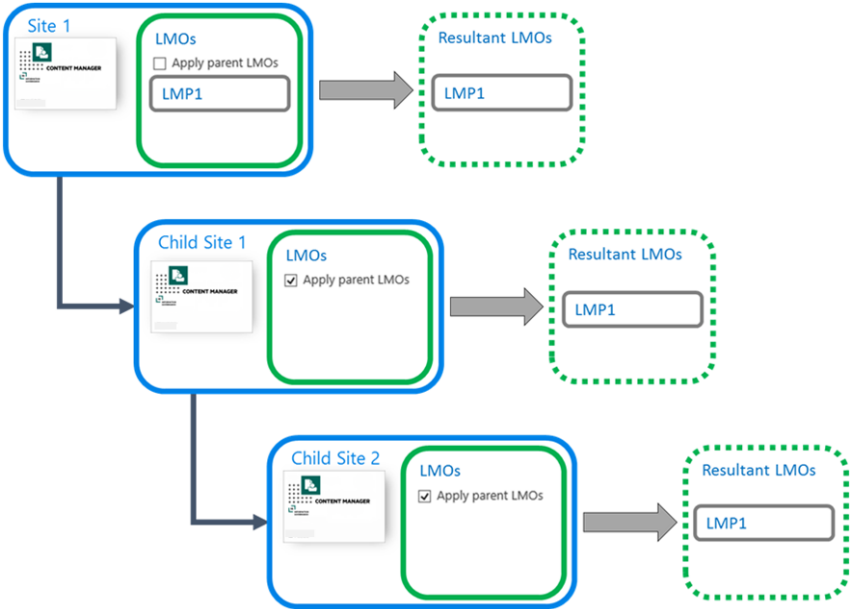 Site 1
CONTENT MANAGER
LMOs
Apply parent LMOs
LMP1
Resultant LMOs
LMP1
Child Site 1
CONTENT MANAGER
LMOs
Apply parent LMOs
Resultant LMOs
LMP1
Child Site 2
CONTENT MANAGER
LMOs
Apply parent LMOs
Resultant LMOs
LMP1